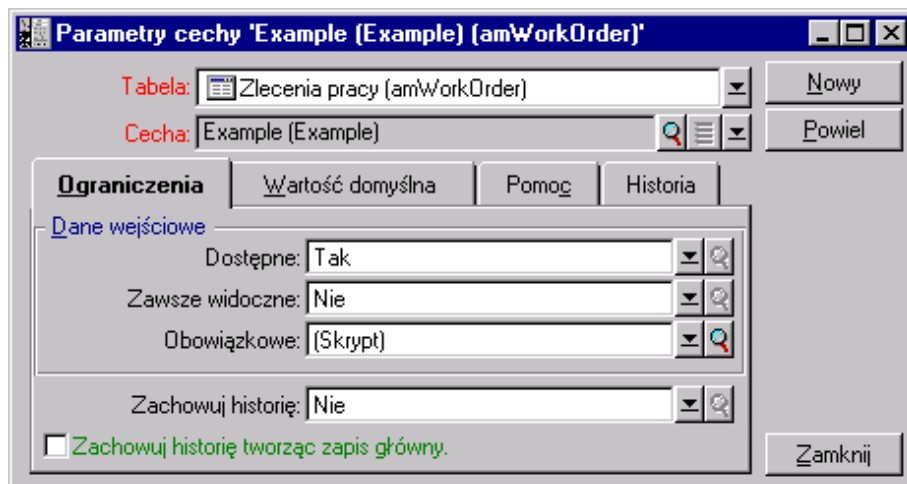 Parametry cechy 'Example (Example) (amWorkOrder)'
Tabela: Zlecenia pracy (amWorkOrder)
Nowy
Cecha: Example (Example)
Powiel
Ograniczenia Wartość domyślna Pomoc Historia
Dane wejściowe
Dostępne: Tak
Zawsze widoczne: Nie
Obowiązkowe: (Skrypt)
Zachowuj historię: Nie
Zachowuj historię tworząc zapis główny.
Zamknij